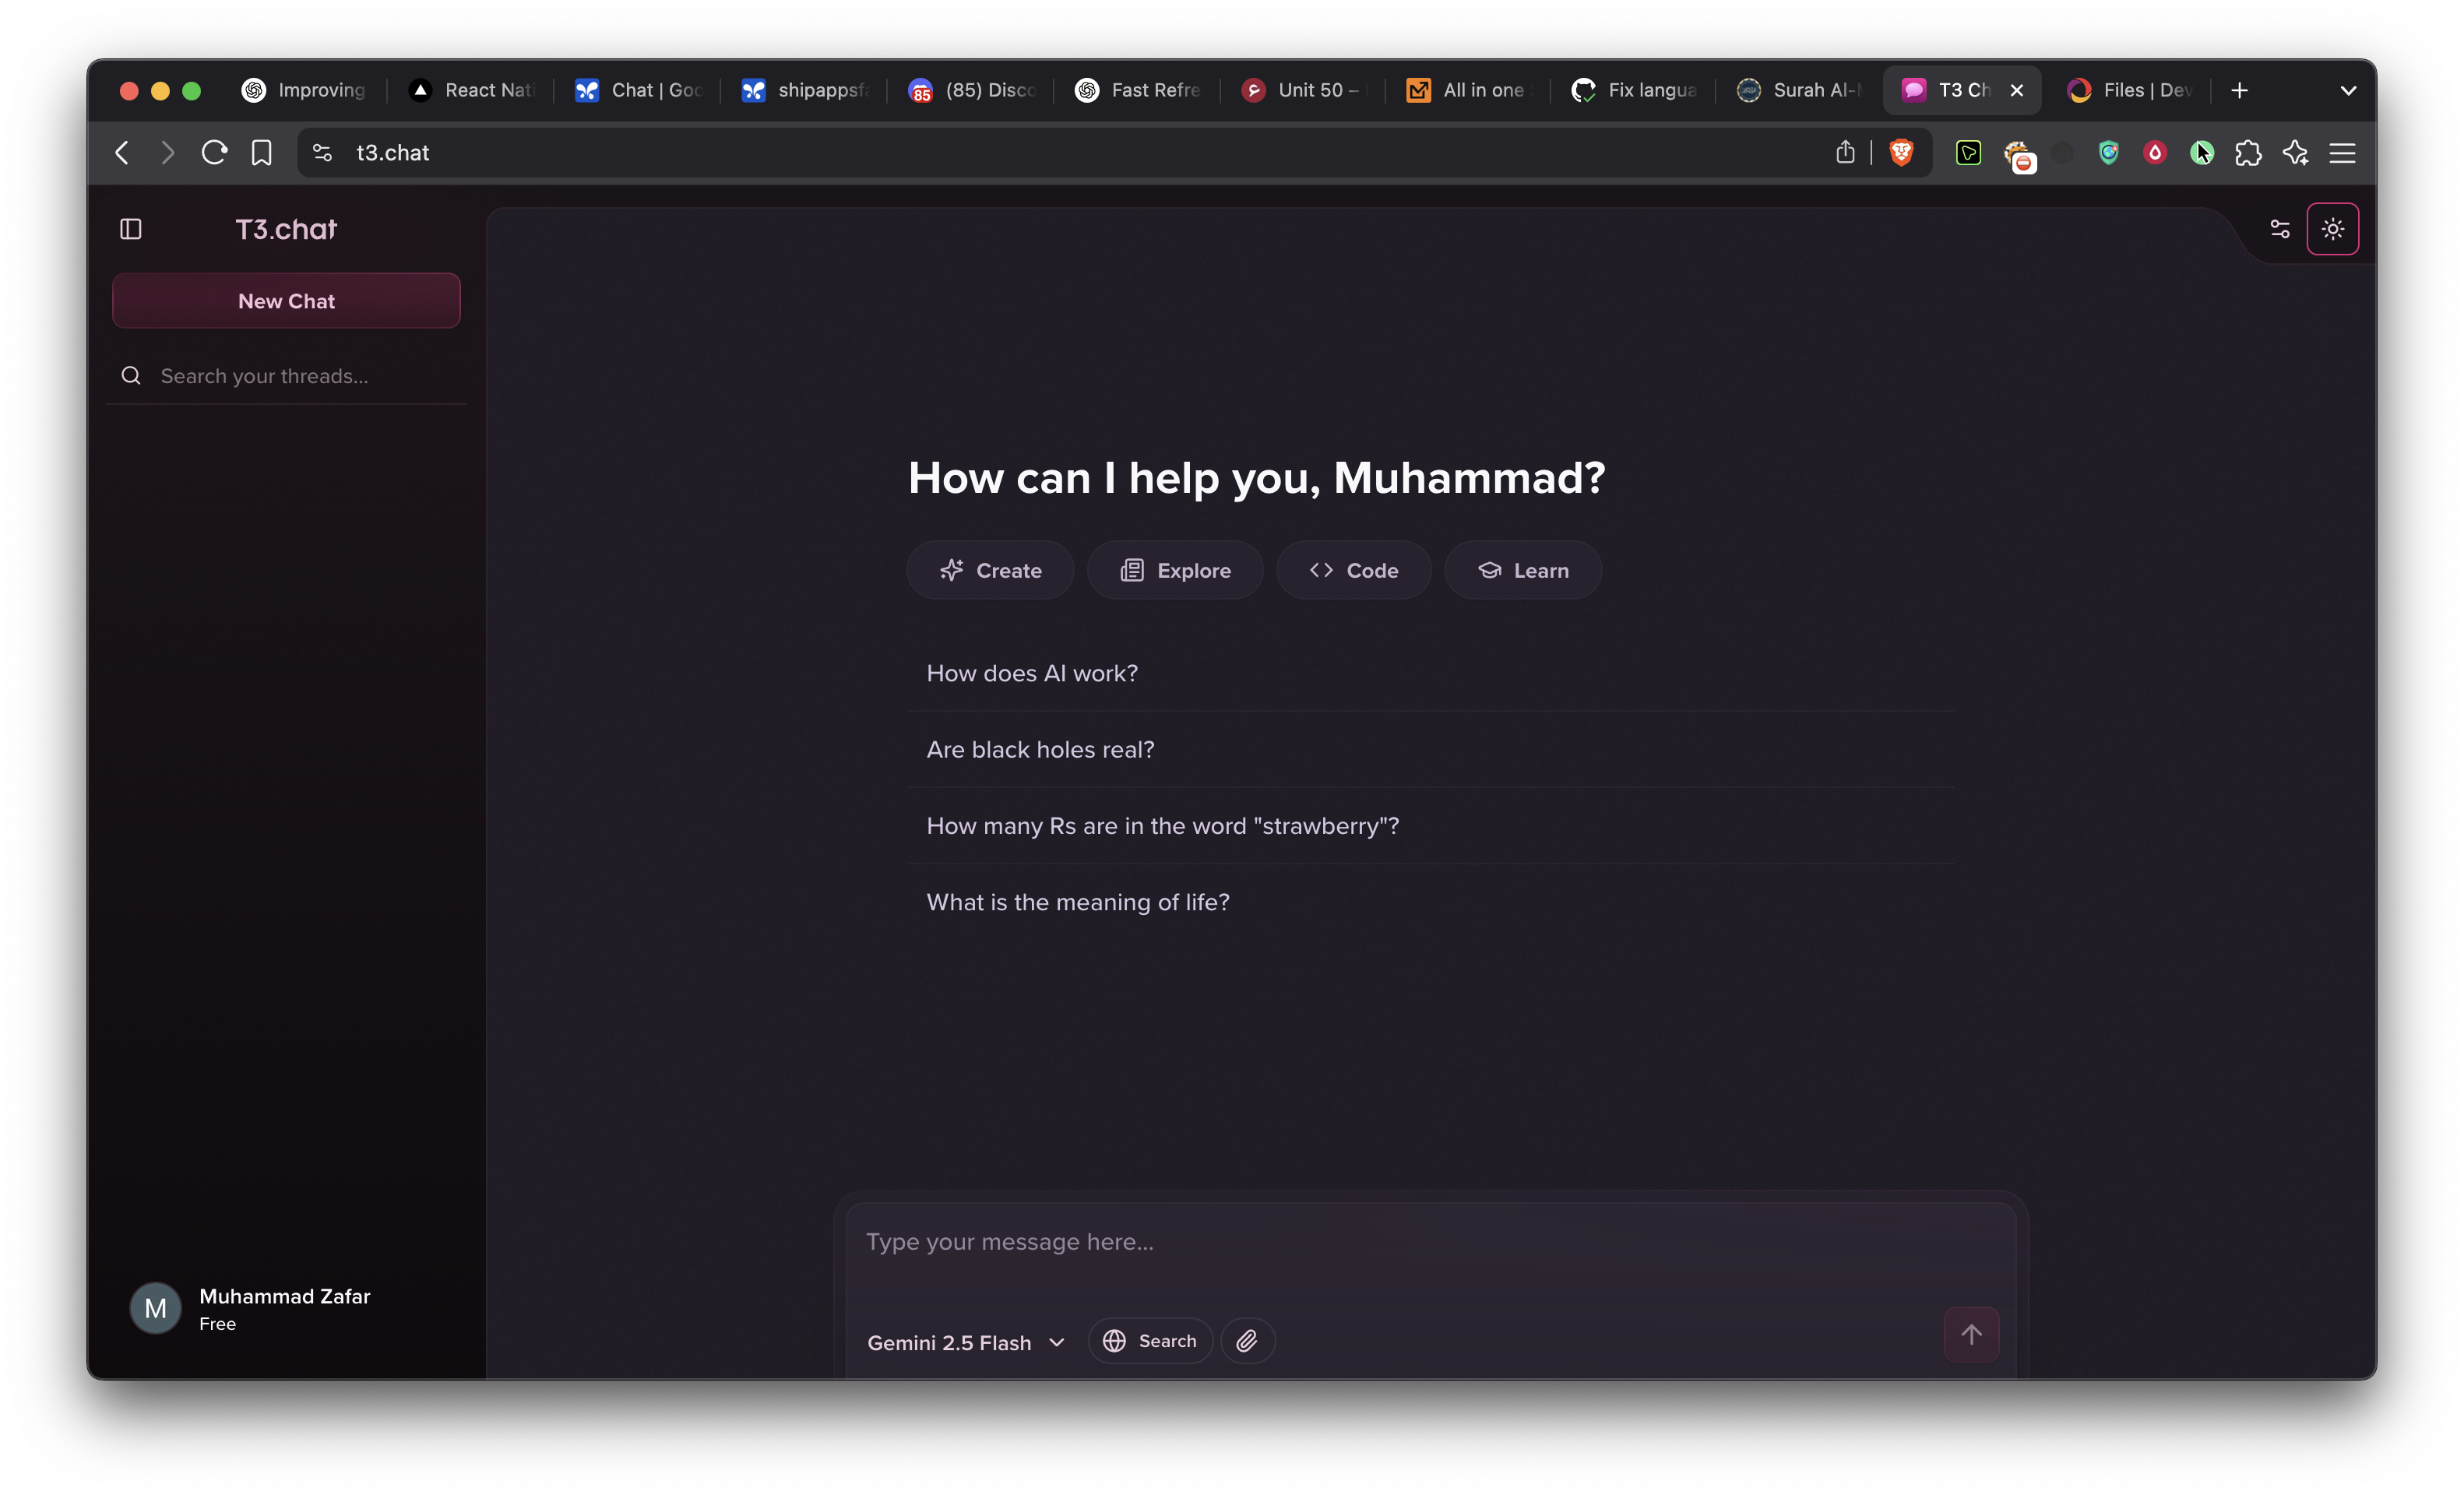 Improving
React Nati
Chat | Goo
shipappsfa
85
(85) Disco
Fast Refre
Unit 50 –
All in one
Fix langua
Surah Al-M
T3 Ch
Files | Dev
t3.chat
T3.chat
New Chat
Search your threads...
How can I help you, Muhammad?
Create
Explore
Code
Learn
How does AI work?
Are black holes real?
How many Rs are in the word "strawberry"?
What is the meaning of life?
Type your message here...
Gemini 2.5 Flash
Search
M
Muhammad Zafar
Free